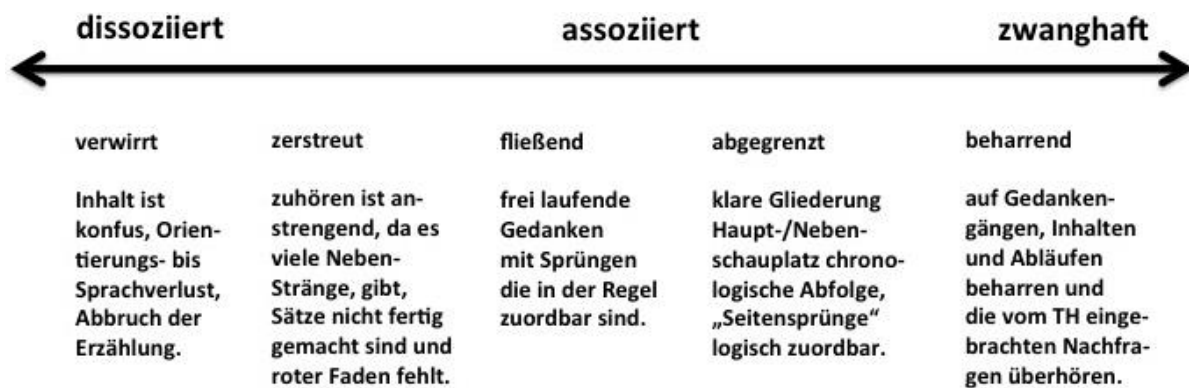 dissoziiert assoziiert zwanghaft
verwirrt
Inhalt ist
konfus, Orien-
tierungs- bis
Sprachverlust,
Abbruch der
Erzählung.
zerstreut
zuhören ist an-
strengend, da es
viele Neben-
Stränge, gibt,
Sätze nicht fertig
gemacht sind und
roter Faden fehlt.
fließend
frei laufende
Gedanken
mit Sprüngen
die in der Regel
zuordbar sind.
abgegrenzt
klare Gliederung
Haupt-/Neben-
schauplatz chrono-
logische Abfolge,
„Seitensprünge“
logisch zuordbar.
beharrend
auf Gedanken-
gängen, Inhalten
und Abläufen
beharren und
die vom TH einge-
brachten Nachfra-
gen überhören.